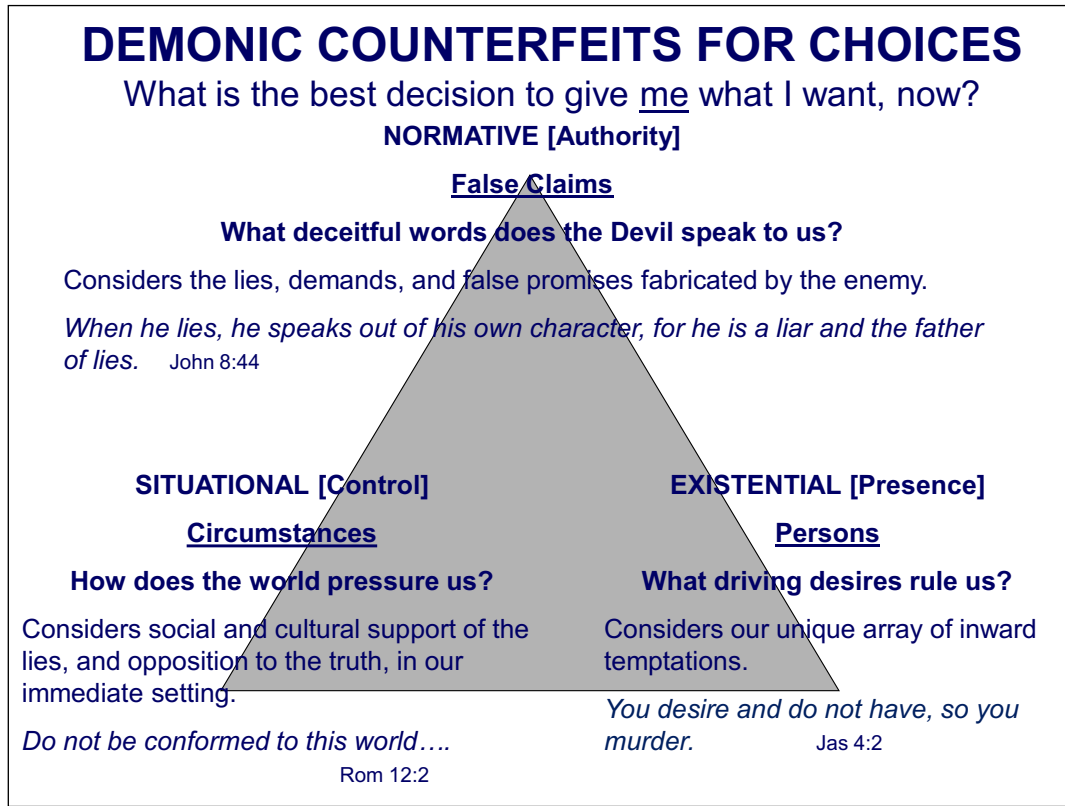 DEMONIC COUNTERFEITS FOR CHOICES
What is the best decision to give me what I want, now?
NORMATIVE [Authority]
False Claims
What deceitful words does the Devil speak to us?
Considers the lies, demands, and false promises fabricated by the enemy.
When he lies, he speaks out of his own character, for he is a liar and the father
of lies. John 8:44
SITUATIONAL [Control]
Circumstances
How does the world pressure us?
Considers social and cultural support of the
lies, and opposition to the truth, in our
immediate setting.
Do not be conformed to this world….
Rom 12:2
EXISTENTIAL [Presence]
Persons
What driving desires rule us?
Considers our unique array of inward
temptations.
You desire and do not have, so you
murder. Jas 4:2